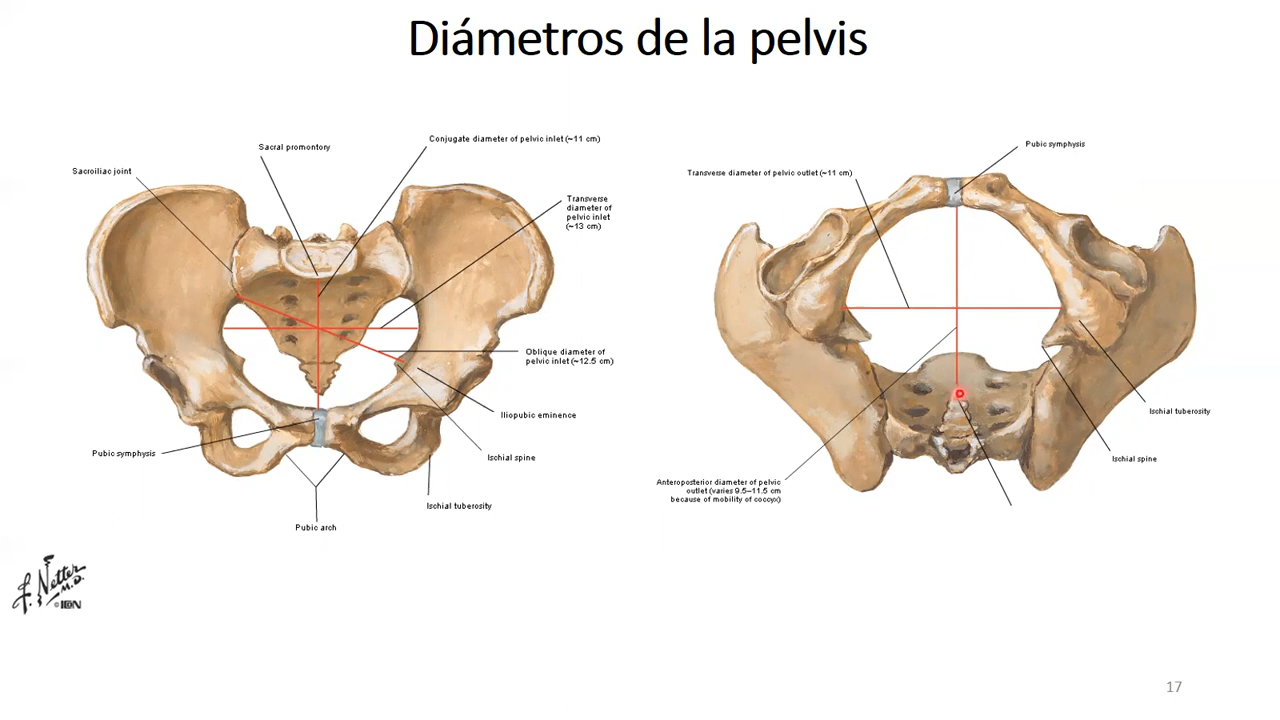 Diámetros de la pelvis
Sacral promontory
Conjugate diameter of pelvic inlet (~11 cm)
Sacroiliac joint
Transverse
diameter of
pelvic inlet
(~13 cm)
Oblique diameter of
pelvic inlet (~12.5 cm)
Iliopubic eminence
Pubic symphysis
Ischial spine
Ischial tuberosity
Pubic arch
Pubic symphysis
Transverse diameter of pelvic outlet (~11 cm)
Ischial tuberosity
Ischial spine
Anteroposterior diameter of pelvic
outlet (varies 9.5–11.5 cm
because of mobility of coccyx)
F. Netter
M.D.
©ICON
17